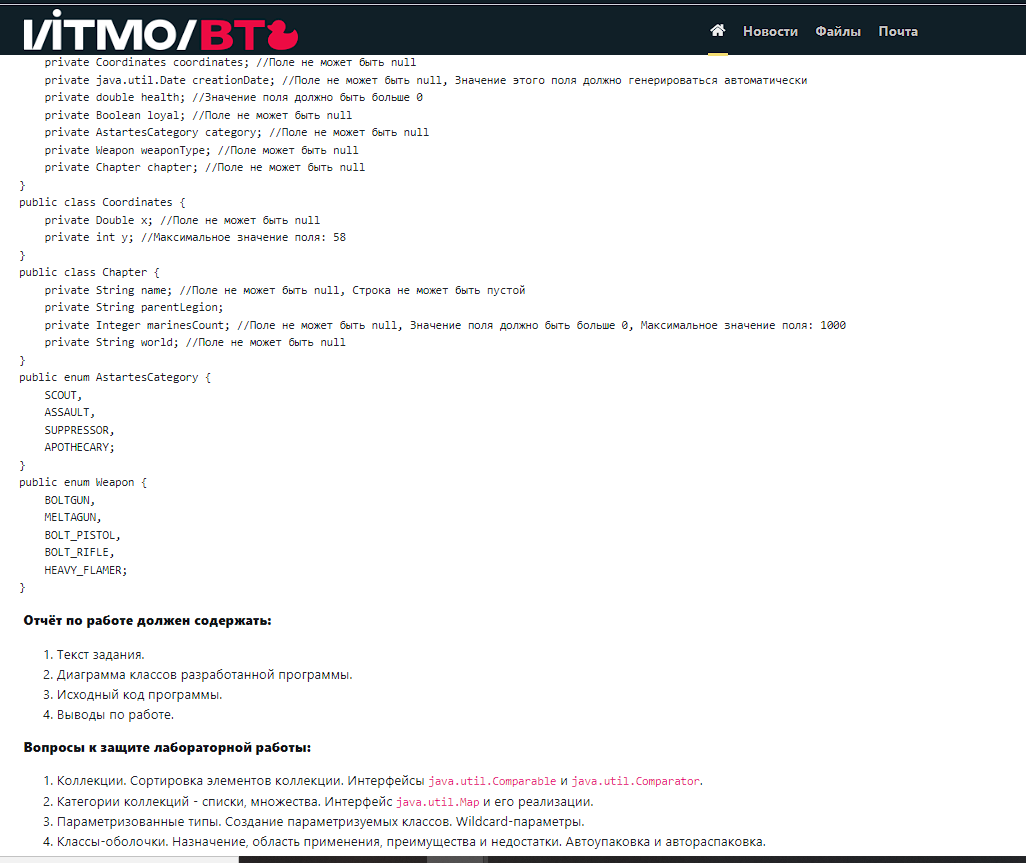 ИTMO/BT
Новости
Файлы
Почта
private Coordinates coordinates; //Поле не может быть null
private java.util.Date creationDate; //Поле не может быть null, Значение этого поля должно генерироваться автоматически
private double health; //Значение поля должно быть больше 0
private Boolean loyal; //Поле не может быть null
private AstartesCategory category; //Поле не может быть null
private Weapon weaponType; //Поле не может быть null
private Chapter chapter; //Поле не может быть null
}
public class Coordinates {
private Double x; //Поле не может быть null
private int y; //Максимальное значение поля: 58
}
public class Chapter {
private String name; //Поле не может быть null, Строка не может быть пустой
private String parentLegion;
private Integer marinesCount; //Поле не может быть null, Значение поля должно быть больше 0, Максимальное значение поля: 1000
private String world; //Поле не может быть null
}
public enum AstartesCategory {
SCOUT,
ASSAULT,
SUPPRESSOR,
APOTHECARY;
}
public enum Weapon {
BOLTGUN,
MELTAGUN,
BOLT_PISTOL,
BOLT_RIFLE,
HEAVY_FLAMER;
}
Отчёт по работе должен содержать:
1. Текст задания.
2. Диаграмма классов разработанной программы.
3. Исходный код программы.
4. Выводы по работе.
Вопросы к защите лабораторной работы:
1. Коллекции. Сортировка элементов коллекции. Интерфейсы java.util.Comparable и java.util.Comparator.
2. Категории коллекций - списки, множества. Интерфейс java.util.Map и его реализации.
3. Параметризованные типы. Создание параметризуемых классов. Wildcard-параметры.
4. Классы-оболочки. Назначение, область применения, преимущества и недостатки. Автоупаковка и автораспаковка.